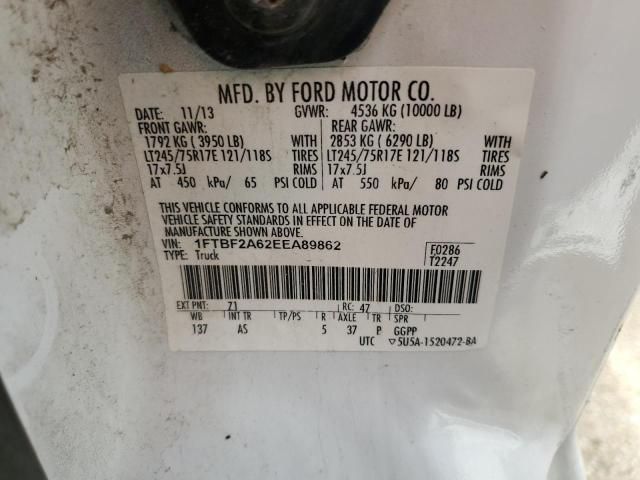 MFD. BY FORD MOTOR CO.
DATE: 11/13 GVWR: 4536 KG (10000 LB)
FRONT GAWR: REAR GAWR:
1792 KG ( 3950 LB) WITH 2853 KG ( 6290 LB) WITH
LT245/75R17E 121/118S TIRES LT245/75R17E 121/118S TIRES
17x7.5J RIMS 17x7.5J RIMS
AT 450 kPa/ 65 PSI COLD AT 550 kPa/ 80 PSI COLD
THIS VEHICLE CONFORMS TO ALL APPLICABLE FEDERAL MOTOR
VEHICLE SAFETY STANDARDS IN EFFECT ON THE DATE OF
MANUFACTURE SHOWN ABOVE.
VIN: 1FTBF2A62EEA89862 F0286
TYPE: Truck T2247
EXT PNT: Z1 RC: 47 DSO:
WB INT TR TP/PS R AXLE TR SPR
137 AS 5 37 P GGPP
UTC ▽5U5A-1520472-BA